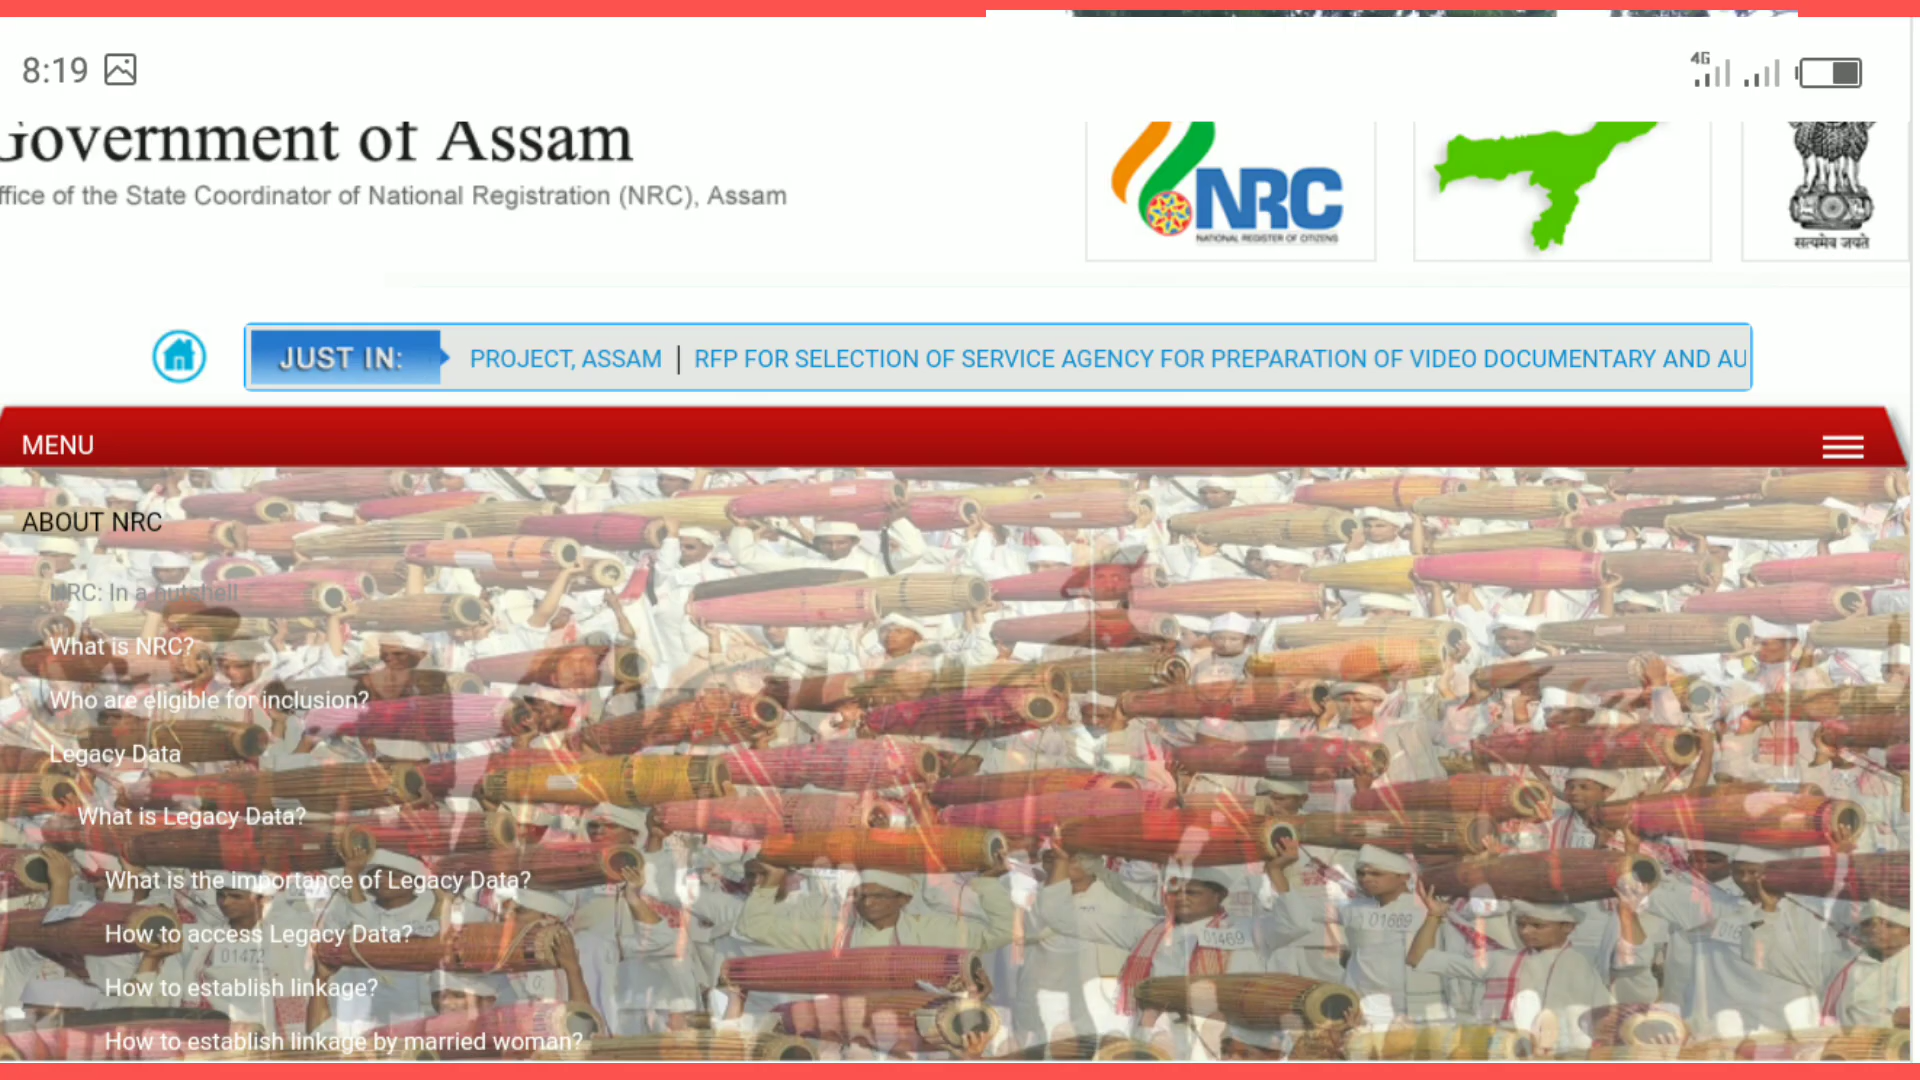 8:19
4G
Government of Assam
ffice of the State Coordinator of National Registration (NRC), Assam
NRC
NATIONAL REGISTER OF CITIZENS
सत्यमेव जयते
JUST IN: PROJECT, ASSAM | RFP FOR SELECTION OF SERVICE AGENCY FOR PREPARATION OF VIDEO DOCUMENTARY AND AU
MENU
ABOUT NRC
NRC: In a nutshell
What is NRC?
Who are eligible for inclusion?
Legacy Data
What is Legacy Data?
What is the importance of Legacy Data?
How to access Legacy Data?
01472
How to establish linkage?
How to establish linkage by married woman?
01469
01609